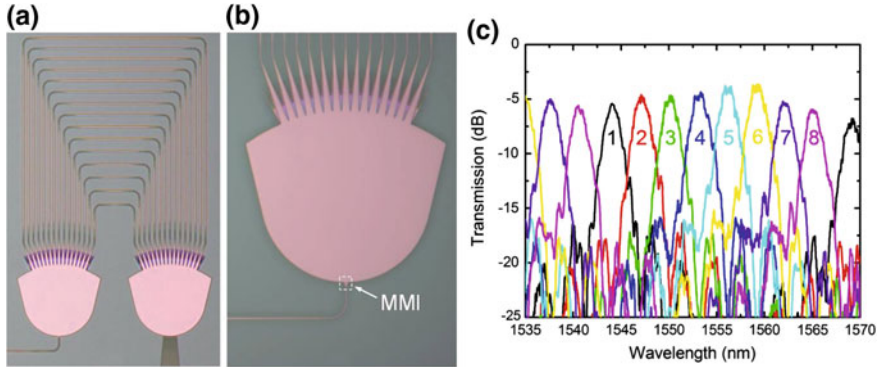 (a)
(b)
MMI
(c)
Transmission (dB)
0
-5
-10
-15
-20
-25
1 2 3 4 5 6 7 8
1535 1540 1545 1550 1555 1560 1565 1570
Wavelength (nm)